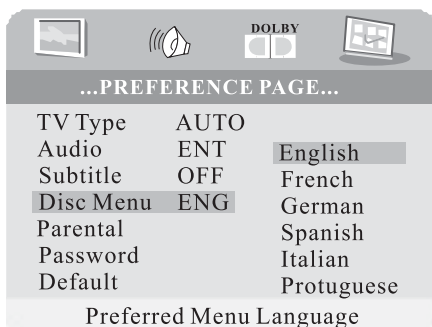 DOLBY
...PREFERENCE PAGE...
TV Type AUTO
Audio ENT
Subtitle OFF
Disc Menu ENG
Parental
Password
Default
English
French
German
Spanish
Italian
Protuguese
Preferred Menu Language